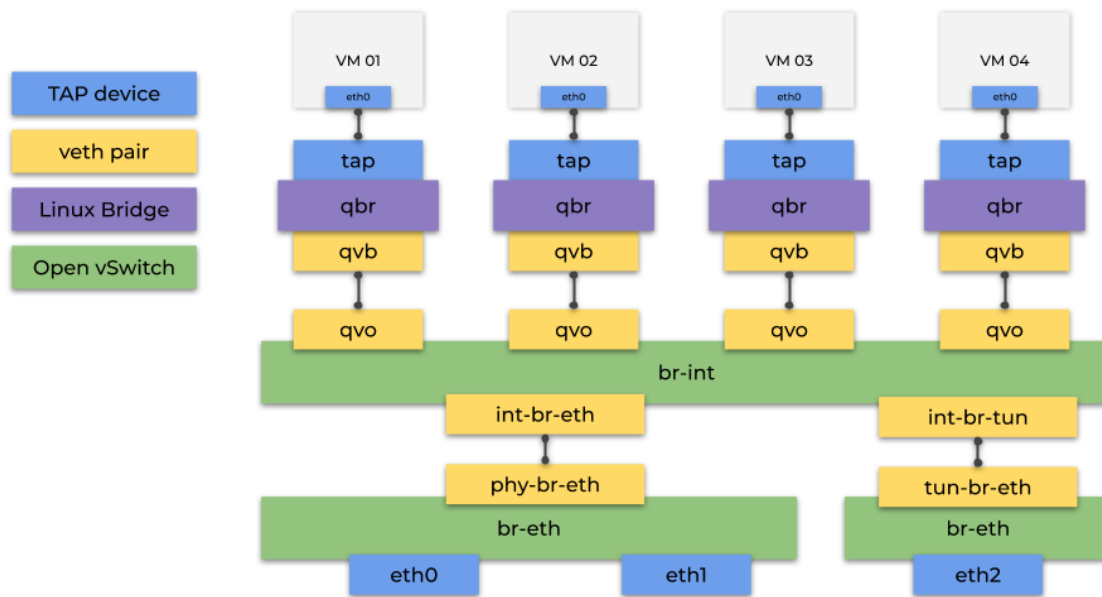 VM 01
VM 02
VM 03
VM 04
TAP device
eth0
eth0
eth0
eth0
veth pair
tap
tap
tap
tap
Linux Bridge
qbr
qbr
qbr
qbr
Open vSwitch
qvb
qvb
qvb
qvb
qvo
qvo
qvo
qvo
br-int
int-br-eth
int-br-tun
phy-br-eth
tun-br-eth
br-eth
br-eth
eth0
eth1
eth2